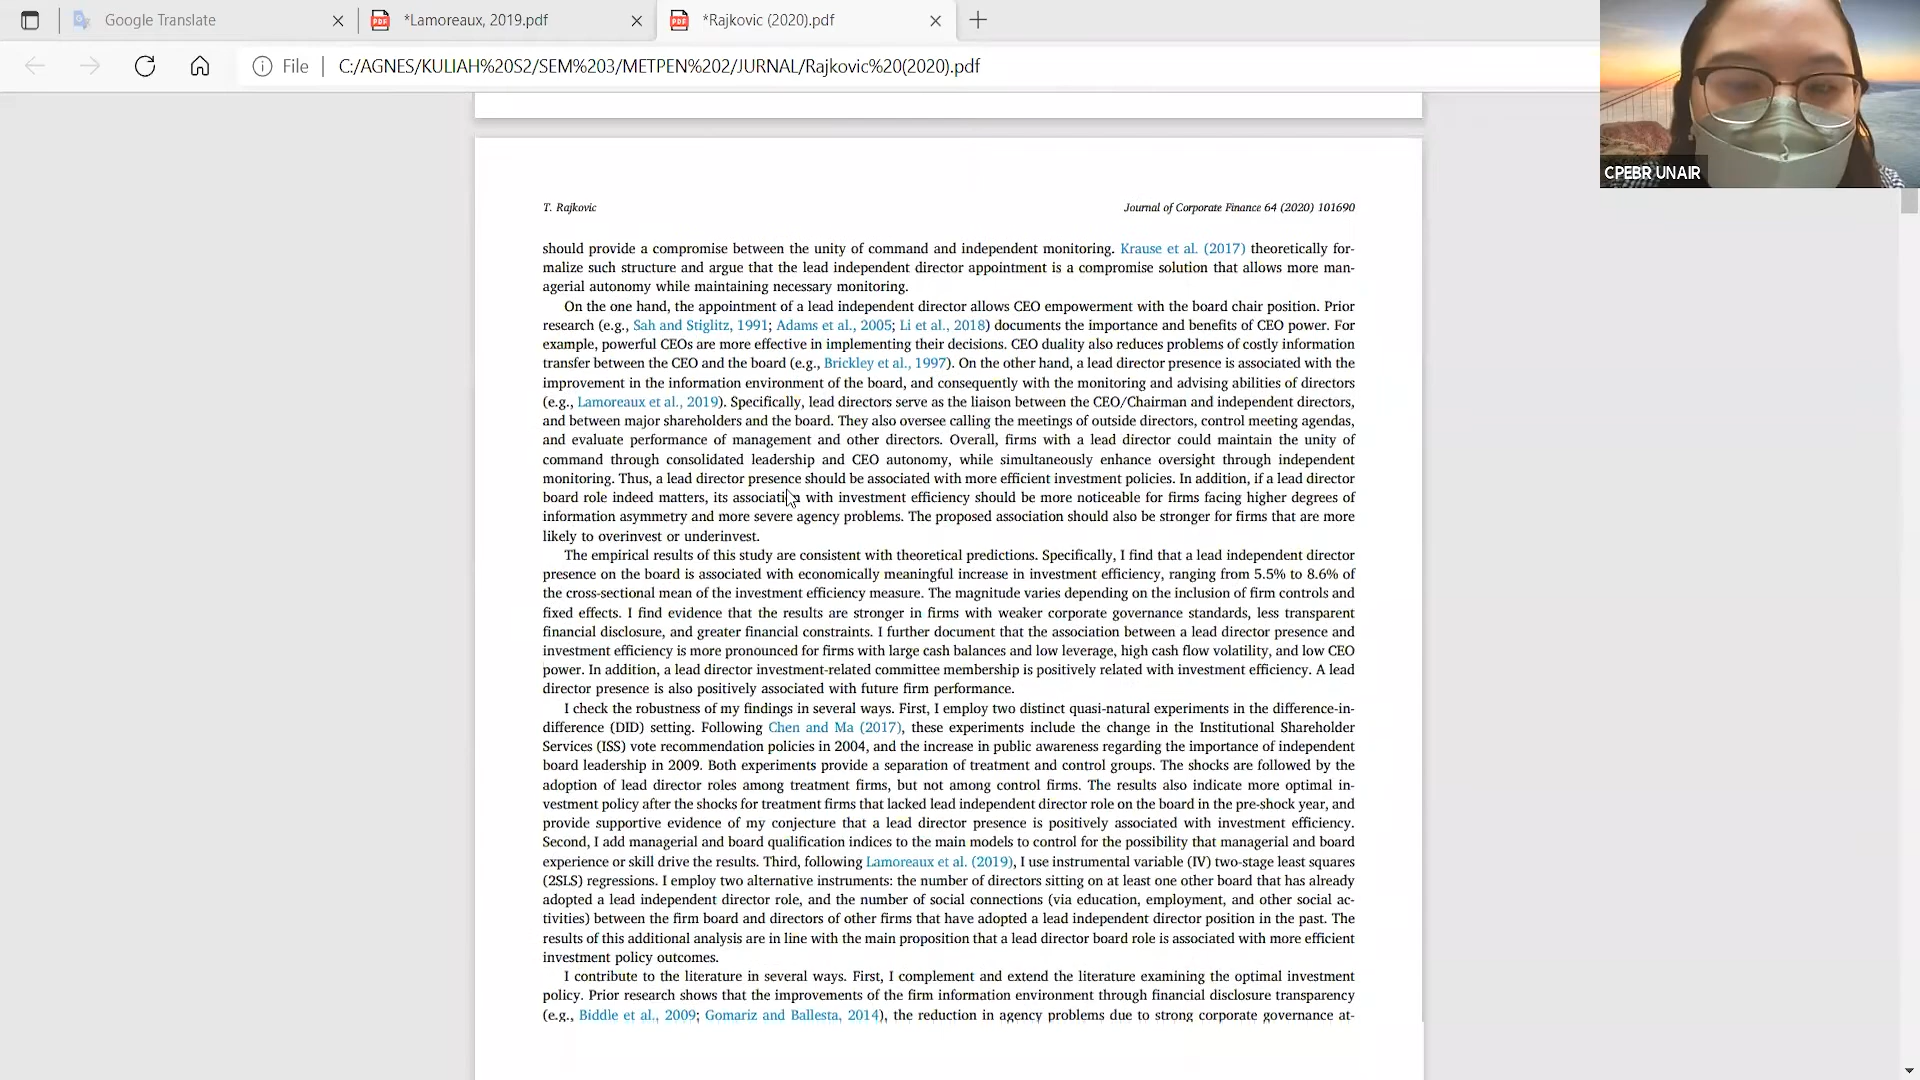 Google Translate
*Lamoreaux, 2019.pdf
*Rajkovic (2020).pdf
File
C:/AGNES/KULIAH%20S2/SEM%203/METPEN%202/JURNAL/Rajkovic%20(2020).pdf
CPEBR UNAIR
T. Rajkovic
Journal of Corporate Finance 64 (2020) 101690
should provide a compromise between the unity of command and independent monitoring. Krause et al. (2017) theoretically for-
malize such structure and argue that the lead independent director appointment is a compromise solution that allows more man-
agerial autonomy while maintaining necessary monitoring.
On the one hand, the appointment of a lead independent director allows CEO empowerment with the board chair position. Prior
research (e.g., Sah and Stiglitz, 1991; Adams et al., 2005; Li et al., 2018) documents the importance and benefits of CEO power. For
example, powerful CEOs are more effective in implementing their decisions. CEO duality also reduces problems of costly information
transfer between the CEO and the board (e.g., Brickley et al., 1997). On the other hand, a lead director presence is associated with the
improvement in the information environment of the board, and consequently with the monitoring and advising abilities of directors
(e.g., Lamoreaux et al., 2019). Specifically, lead directors serve as the liaison between the CEO/Chairman and independent directors,
and between major shareholders and the board. They also oversee calling the meetings of outside directors, control meeting agendas,
and evaluate performance of management and other directors. Overall, firms with a lead director could maintain the unity of
command through consolidated leadership and CEO autonomy, while simultaneously enhance oversight through independent
monitoring. Thus, a lead director presence should be associated with more efficient investment policies. In addition, if a lead director
board role indeed matters, its association with investment efficiency should be more noticeable for firms facing higher degrees of
information asymmetry and more severe agency problems. The proposed association should also be stronger for firms that are more
likely to overinvest or underinvest.
The empirical results of this study are consistent with theoretical predictions. Specifically, I find that a lead independent director
presence on the board is associated with economically meaningful increase in investment efficiency, ranging from 5.5% to 8.6% of
the cross-sectional mean of the investment efficiency measure. The magnitude varies depending on the inclusion of firm controls and
fixed effects. I find evidence that the results are stronger in firms with weaker corporate governance standards, less transparent
financial disclosure, and greater financial constraints. I further document that the association between a lead director presence and
investment efficiency is more pronounced for firms with large cash balances and low leverage, high cash flow volatility, and low CEO
power. In addition, a lead director investment-related committee membership is positively related with investment efficiency. A lead
director presence is also positively associated with future firm performance.
I check the robustness of my findings in several ways. First, I employ two distinct quasi-natural experiments in the difference-in-
difference (DID) setting. Following Chen and Ma (2017), these experiments include the change in the Institutional Shareholder
Services (ISS) vote recommendation policies in 2004, and the increase in public awareness regarding the importance of independent
board leadership in 2009. Both experiments provide a separation of treatment and control groups. The shocks are followed by the
adoption of lead director roles among treatment firms, but not among control firms. The results also indicate more optimal in-
vestment policy after the shocks for treatment firms that lacked lead independent director role on the board in the pre-shock year, and
provide supportive evidence of my conjecture that a lead director presence is positively associated with investment efficiency.
Second, I add managerial and board qualification indices to the main models to control for the possibility that managerial and board
experience or skill drive the results. Third, following Lamoreaux et al. (2019), I use instrumental variable (IV) two-stage least squares
(2SLS) regressions. I employ two alternative instruments: the number of directors sitting on at least one other board that has already
adopted a lead independent director role, and the number of social connections (via education, employment, and other social ac-
tivities) between the firm board and directors of other firms that have adopted a lead independent director position in the past. The
results of this additional analysis are in line with the main proposition that a lead director board role is associated with more efficient
investment policy outcomes.
I contribute to the literature in several ways. First, I complement and extend the literature examining the optimal investment
policy. Prior research shows that the improvements of the firm information environment through financial disclosure transparency
(e.g., Biddle et al., 2009; Gomariz and Ballesta, 2014), the reduction in agency problems due to strong corporate governance at-